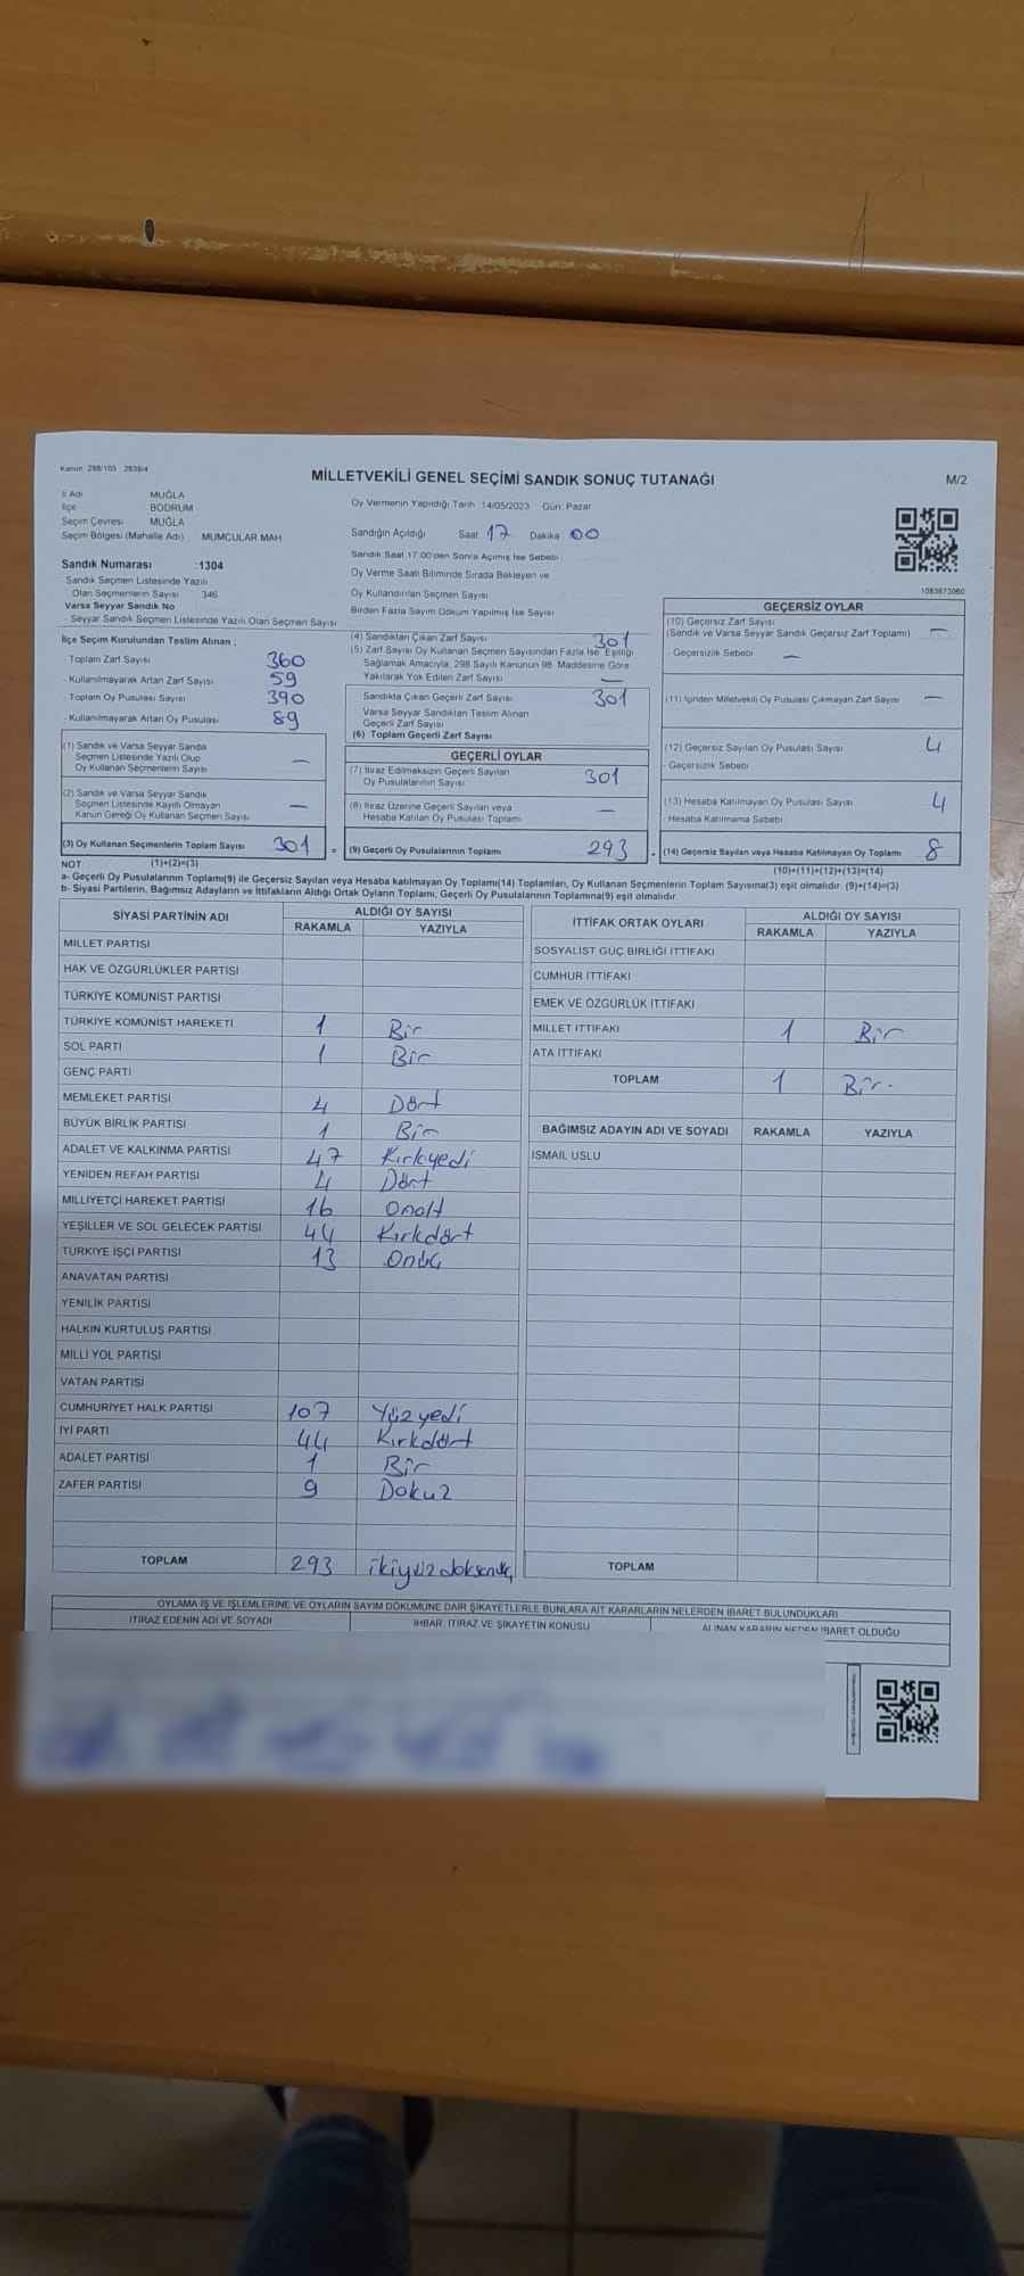 Kanun: 298/105 : 2839/4
MİLLETVEKİLİ GENEL SEÇİMİ SANDIK SONUÇ TUTANAĞI
M/2
İl Adı MUĞLA
İlçe BODRUM
Seçim Çevresi MUĞLA
Seçim Bölgesi (Mahalle Adı) MUMCULAR MAH
Sandık Numarası :1304
Sandık Seçmen Listesinde Yazılı
Olan Seçmenlerin Sayısı 346
Varsa Seyyar Sandık No
Seyyar Sandık Seçmen Listesinde Yazılı Olan Seçmen Sayısı
Oy Vermenin Yapıldığı Tarih :14/05/2023 Gün: Pazar
Sandığın Açıldığı Saat 17 Dakika 00
Sandık Saat 17:00'den Sonra Açılmış İse Sebebi
Oy Verme Saati Bitiminde Sırada Bekleyen ve
Oy Kullandırılan Seçmen Sayısı
Birden Fazla Sayım Döküm Yapılmış İse Sayısı
İlçe Seçim Kurulundan Teslim Alınan ;
Toplam Zarf Sayısı 360
- Kullanılmayarak Artan Zarf Sayısı 59
Toplam Oy Pusulası Sayısı 390
- Kullanılmayarak Artan Oy Pusulası 89
(1) Sandık ve Varsa Seyyar Sandık
Seçmen Listesinde Yazılı Olup
Oy Kullanan Seçmenlerin Sayısı —
(2) Sandık ve Varsa Seyyar Sandık
Seçmen Listesinde Kayıtlı Olmayan
Kanun Gereği Oy Kullanan Seçmen Sayısı —
(3) Oy Kullanan Seçmenlerin Toplam Sayısı 301
(1)+(2)=(3)
(4) Sandıktan Çıkan Zarf Sayısı 301
(5) Zarf Sayısı Oy Kullanan Seçmen Sayısından Fazla İse, Eşitliği
Sağlamak Amacıyla, 298 Sayılı Kanunun 98. Maddesine Göre
Yakılarak Yok Edilen Zarf Sayısı —
Sandıkta Çıkan Geçerli Zarf Sayısı 301
Varsa Seyyar Sandıktan Teslim Alınan
Geçerli Zarf Sayısı
(6) Toplam Geçerli Zarf Sayısı
GEÇERLİ OYLAR
(7) İtiraz Edilmeksizin Geçerli Sayılan
Oy Pusulalarının Sayısı 301
(8) İtiraz Üzerine Geçerli Sayılan veya
Hesaba Katılan Oy Pusulası Toplamı —
= (9) Geçerli Oy Pusulalarının Toplamı 293
1083873060
GEÇERSİZ OYLAR
(10) Geçersiz Zarf Sayısı
(Sandık ve Varsa Seyyar Sandık Geçersiz Zarf Toplamı) —
- Geçersizlik Sebebi —
(11) İçinden Milletvekili Oy Pusulası Çıkmayan Zarf Sayısı —
(12) Geçersiz Sayılan Oy Pusulası Sayısı 4
- Geçersizlik Sebebi
(13) Hesaba Katılmayan Oy Pusulası Sayısı 4
- Hesaba Katılmama Sebebi
(14) Geçersiz Sayılan veya Hesaba Katılmayan Oy Toplamı 8
(10)+(11)+(12)+(13)=(14)
NOT
a- Geçerli Oy Pusulalarının Toplamı(9) ile Geçersiz Sayılan veya Hesaba katılmayan Oy Toplamı(14) Toplamları, Oy Kullanan Seçmenlerin Toplam Sayısına(3) eşit olmalıdır. (9)+(14)=(3)
b- Siyasi Partilerin, Bağımsız Adayların ve İttifakların Aldığı Ortak Oyların Toplamı, Geçerli Oy Pusulalarının Toplamına(9) eşit olmalıdır
SİYASİ PARTİNİN ADI ALDIĞI OY SAYISI
RAKAMLA YAZIYLA
MİLLET PARTİSİ
HAK VE ÖZGÜRLÜKLER PARTİSİ
TÜRKİYE KOMÜNİST PARTİSİ
TÜRKİYE KOMÜNİST HAREKETİ 1 Bir
SOL PARTİ 1 Bir
GENÇ PARTİ
MEMLEKET PARTİSİ 4 Dört
BÜYÜK BİRLİK PARTİSİ 1 Bir
ADALET VE KALKINMA PARTİSİ 47 Kırkyedi
YENİDEN REFAH PARTİSİ 4 Dört
MİLLİYETÇİ HAREKET PARTİSİ 16 Onaltı
YEŞİLLER VE SOL GELECEK PARTİSİ 44 Kırkdört
TÜRKİYE İŞÇİ PARTİSİ 13 Onüç
ANAVATAN PARTİSİ
YENİLİK PARTİSİ
HALKIN KURTULUŞ PARTİSİ
MİLLİ YOL PARTİSİ
VATAN PARTİSİ
CUMHURİYET HALK PARTİSİ 107 Yüzyedi
İYİ PARTİ 44 Kırkdört
ADALET PARTİSİ 1 Bir
ZAFER PARTİSİ 9 Dokuz
TOPLAM 293 ikiyüzdoksanüç
İTTİFAK ORTAK OYLARI ALDIĞI OY SAYISI
RAKAMLA YAZIYLA
SOSYALİST GÜÇ BİRLİĞİ İTTİFAKI
CUMHUR İTTİFAKI
EMEK VE ÖZGÜRLÜK İTTİFAKI
MİLLET İTTİFAKI 1 Bir
ATA İTTİFAKI
TOPLAM 1 Bir.
BAĞIMSIZ ADAYIN ADI VE SOYADI RAKAMLA YAZIYLA
İSMAİL USLU
TOPLAM
OYLAMA İŞ VE İŞLEMLERİNE VE OYLARIN SAYIM DÖKÜMÜNE DAİR ŞİKAYETLERLE BUNLARA AİT KARARLARIN NELERDEN İBARET BULUNDUKLARI
İTİRAZ EDENİN ADI VE SOYADI İHBAR, İTİRAZ VE ŞİKAYETİN KONUSU ALINAN KARARIN NEDEN İBARET OLDUĞU